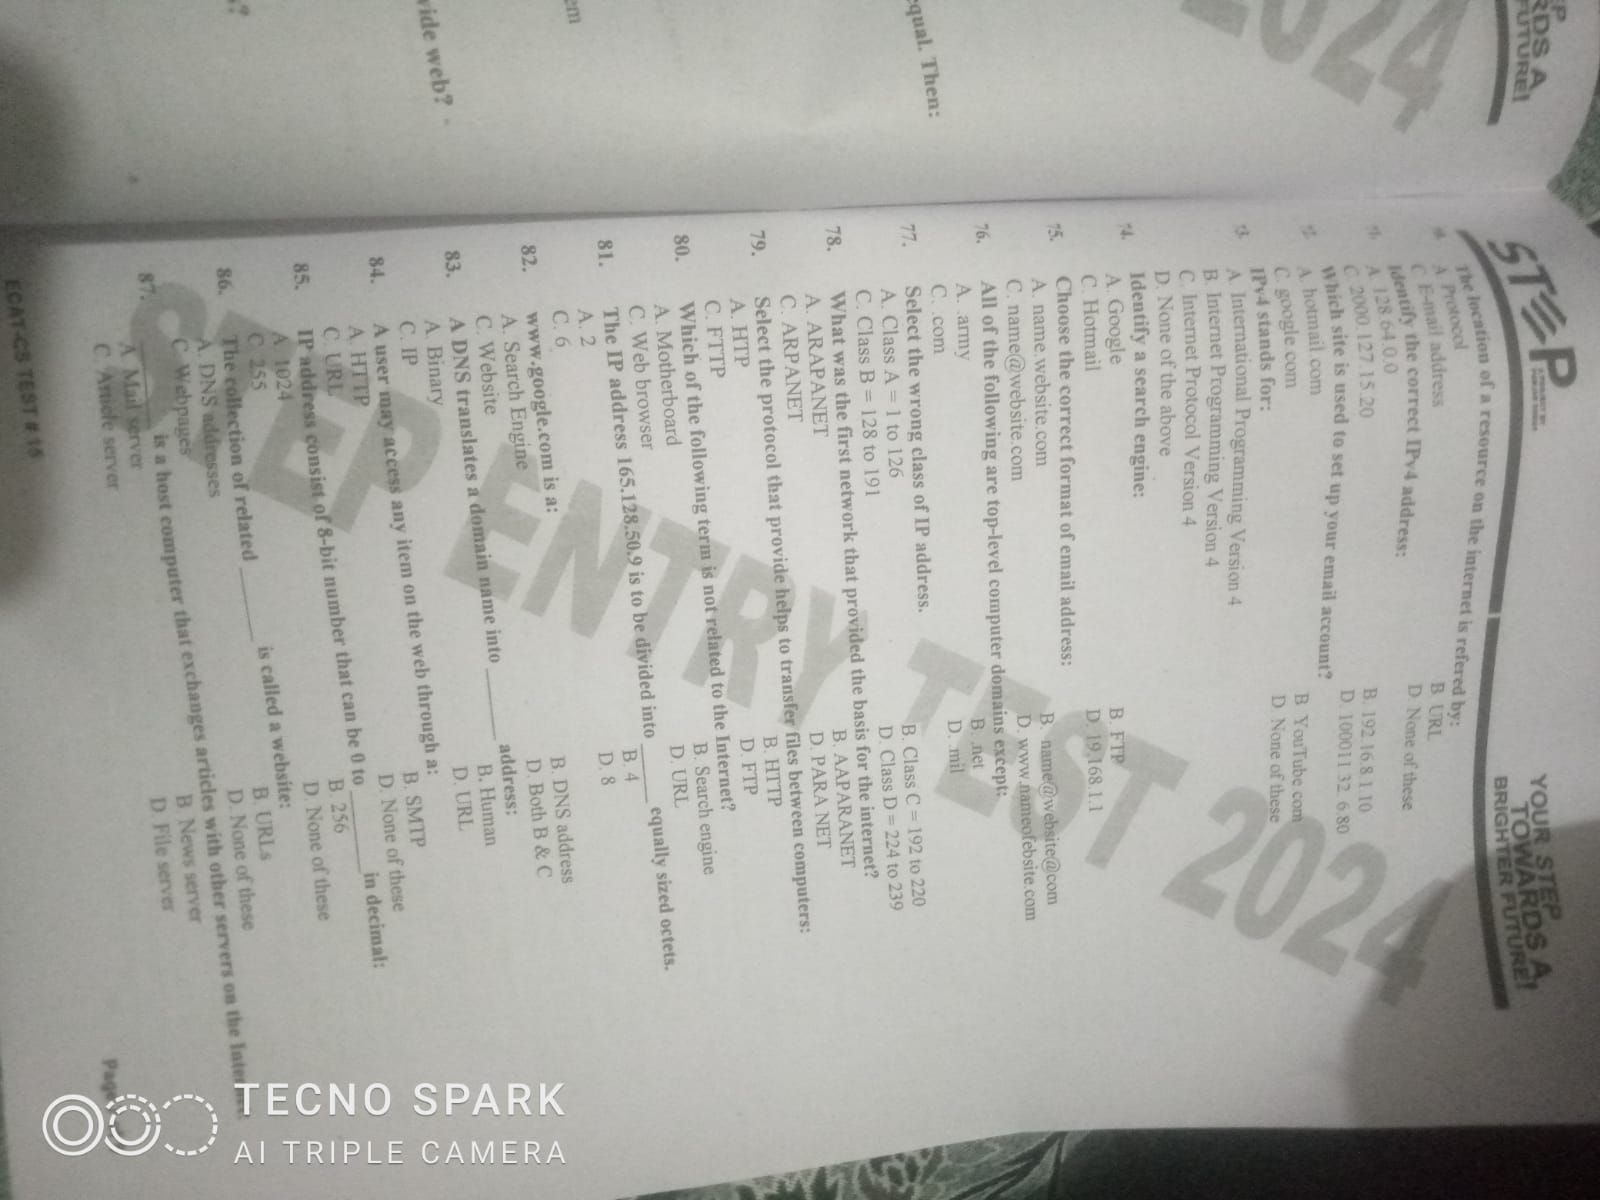 EP
RDS A
FUTURE!
2024
qual. Then:
em
vide web?
s?
STEP
YOUR STEP
TOWARDS A
BRIGHTER FUTURE!
The location of a resource on the internet is refered by:
A. Protocol B. URL
C. E-mail address D. None of these
Identify the correct IPv4 address:
A. 128.64.0.0 B. 192.16.8.1.10
C. 2000.127.15.20 D. 10001132. 6.80
Which site is used to set up your email account?
A. hotmail.com B. YouTube.com
C. google.com D. None of these
IPv4 stands for:
A. International Programming Version 4
B. Internet Programming Version 4
C. Internet Protocol Version 4
D. None of the above
74. Identify a search engine:
A. Google B. FTP
C. Hotmail D. 19.168.1.1
75. Choose the correct format of email address:
A. name.website.com B. name@website@com
C. name@website.com D. www.nameofebsite.com
76. All of the following are top-level computer domains except:
A. .army B. .net
C. .com D. .mil
77. Select the wrong class of IP address.
A. Class A = 1 to 126 B. Class C = 192 to 220
C. Class B = 128 to 191 D. Class D = 224 to 239
78. What was the first network that provided the basis for the internet?
A. ARAPANET B. AAPARANET
C. ARPANET D. PARA NET
79. Select the protocol that provide helps to transfer files between computers:
A. HTP B. HTTP
C. FTTP D. FTP
80. Which of the following term is not related to the Internet?
A. Motherboard B. Search engine
C. Web browser D. URL
81. The IP address 165.128.50.9 is to be divided into ______ equally sized octets.
A. 2 B. 4
C. 6 D. 8
82. www.google.com is a:
A. Search Engine B. DNS address
C. Website D. Both B & C
83. A DNS translates a domain name into ______ address:
A. Binary B. Human
C. IP D. URL
84. A user may access any item on the web through a:
A. HTTP B. SMTP
C. URL D. None of these
85. IP address consist of 8-bit number that can be 0 to ______ in decimal:
A. 1024 B. 256
C. 255 D. None of these
86. The collection of related ______ is called a website:
A. DNS addresses B. URLs
C. Webpages D. None of these
87. ______ is a host computer that exchanges articles with other servers on the
A. Mail server B. News server
C. Article server D. File server
STEP ENTRY TEST 2024
ECAT-CS TEST # 15
Page
TECNO SPARK
AI TRIPLE CAMERA